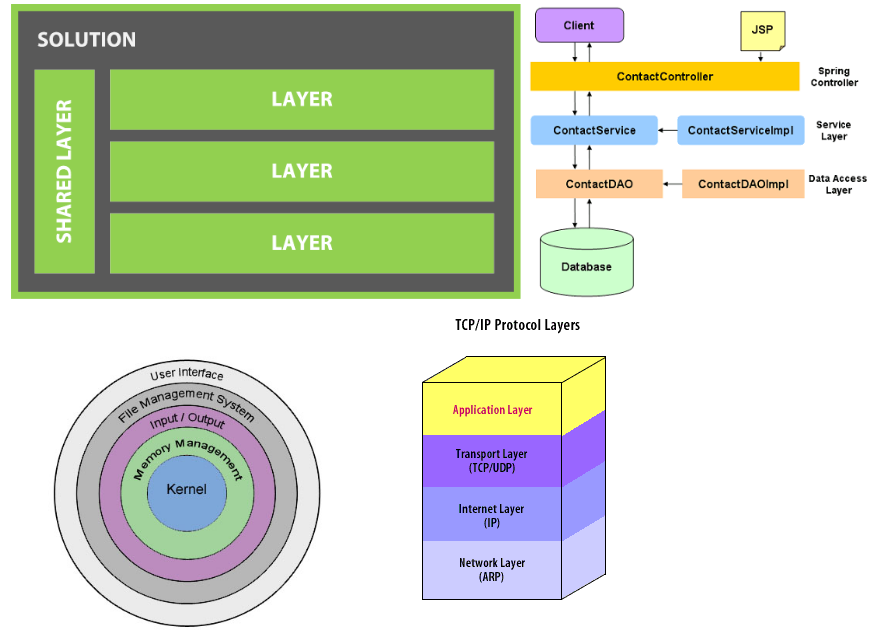 SOLUTION
SHARED LAYER
LAYER
LAYER
LAYER
Client
JSP
ContactController
Spring
Controller
ContactService
ContactServiceImpl
Service
Layer
ContactDAO
ContactDAOImpl
Data Access
Layer
Database
User Interface
File Management System
Input / Output
Memory Management
Kernel
TCP/IP Protocol Layers
Application Layer
Transport Layer
(TCP/UDP)
Internet Layer
(IP)
Network Layer
(ARP)